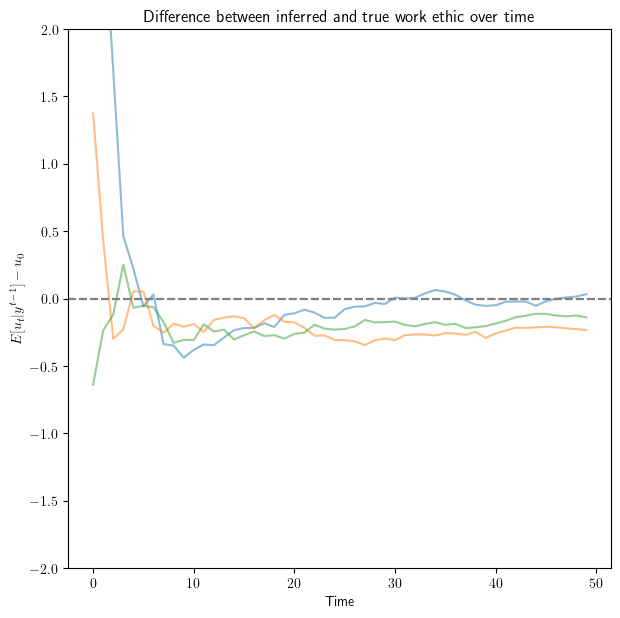 Difference between inferred and true work ethic over time
E[u_t|y^{t−1}] − u_0
2.0
1.5
1.0
0.5
0.0
−0.5
−1.0
−1.5
−2.0
0 10 20 30 40 50
Time